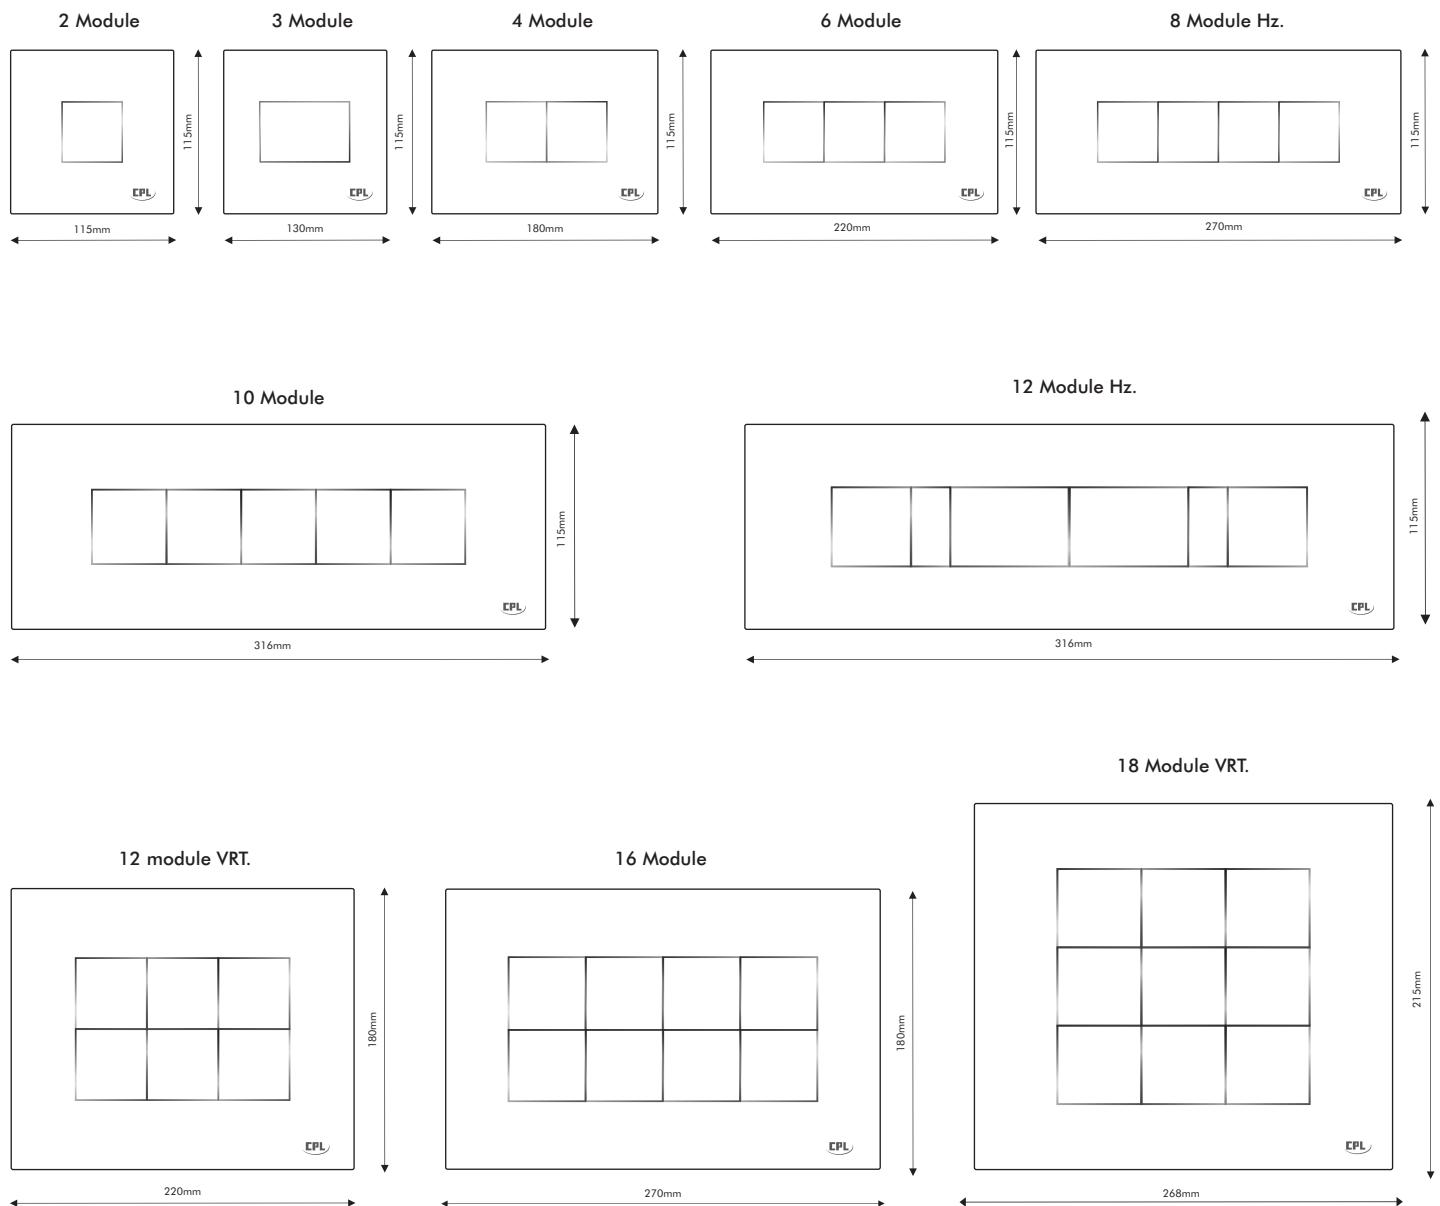 2 Module
3 Module
4 Module
6 Module
8 Module Hz.
115mm
115mm
115mm
115mm
115mm
CPL
CPL
CPL
CPL
CPL
115mm
130mm
180mm
220mm
270mm
10 Module
12 Module Hz.
115mm
115mm
CPL
CPL
316mm
316mm
18 Module VRT.
12 module VRT.
16 Module
180mm
180mm
215mm
CPL
CPL
CPL
220mm
270mm
268mm